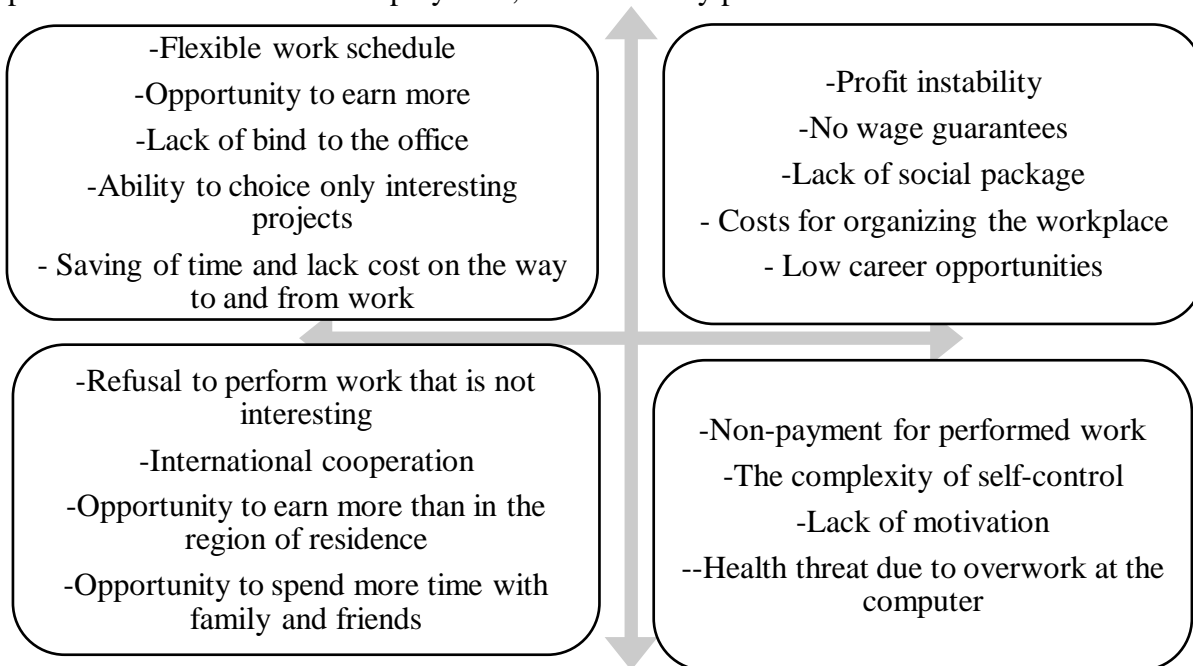 -Flexible work schedule
-Opportunity to earn more
-Lack of bind to the office
-Ability to choice only interesting
projects
- Saving of time and lack cost on the way
to and from work
-Profit instability
-No wage guarantees
-Lack of social package
- Costs for organizing the workplace
- Low career opportunities
-Refusal to perform work that is not
interesting
-International cooperation
-Opportunity to earn more than in the
region of residence
-Opportunity to spend more time with
family and friends
-Non-payment for performed work
-The complexity of self-control
-Lack of motivation
--Health threat due to overwork at the
computer